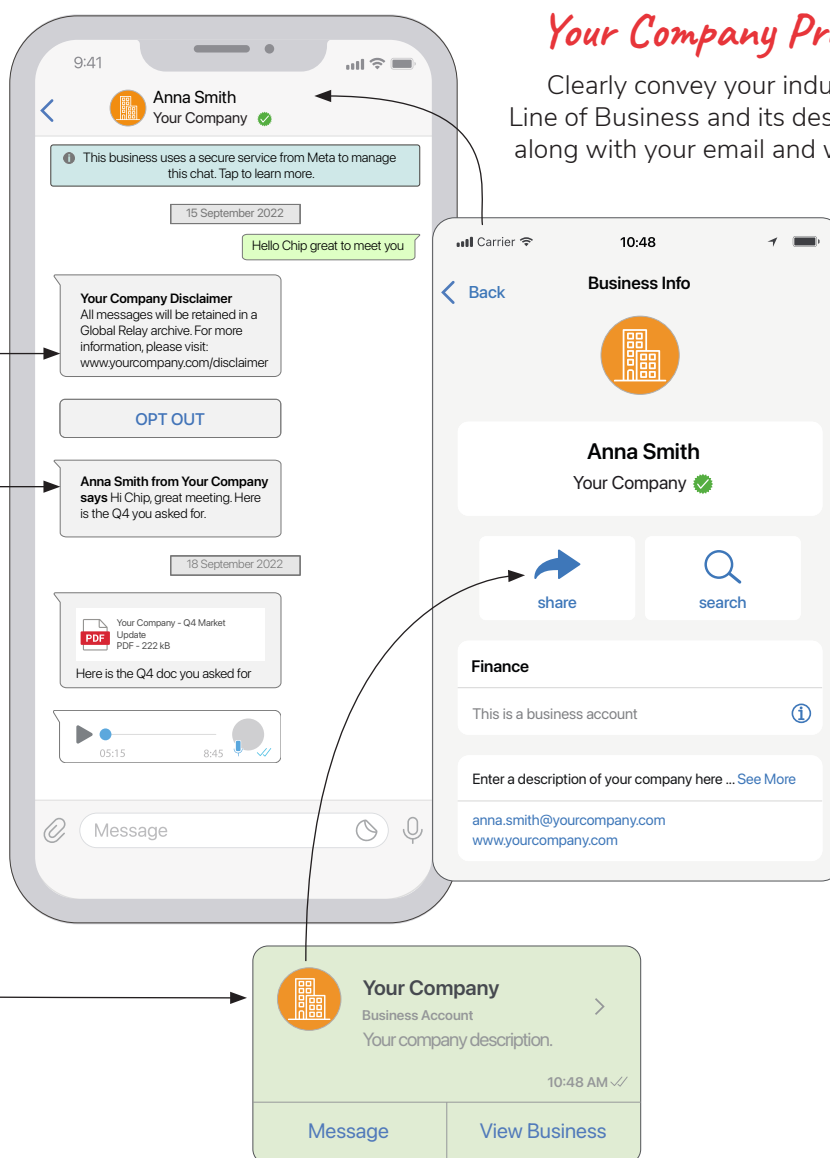 Your Company Pr
Clearly convey your indu
Line of Business and its des
along with your email and
9:41
Anna Smith
Your Company
This business uses a secure service from Meta to manage
this chat. Tap to learn more.
15 September 2022
Hello Chip great to meet you
Your Company Disclaimer
All messages will be retained in a
Global Relay archive. For more
information, please visit:
www.yourcompany.com/disclaimer
OPT OUT
Anna Smith from Your Company
says Hi Chip, great meeting. Here
is the Q4 you asked for.
18 September 2022
PDF
Your Company - Q4 Market
Update
PDF - 222 kB
Here is the Q4 doc you asked for
05:15
8:45
Message
Carrier
10:48
Back
Business Info
Anna Smith
Your Company
share
search
Finance
This is a business account
Enter a description of your company here ... See More
anna.smith@yourcompany.com
www.yourcompany.com
Your Company
Business Account
Your company description.
10:48 AM
Message
View Business